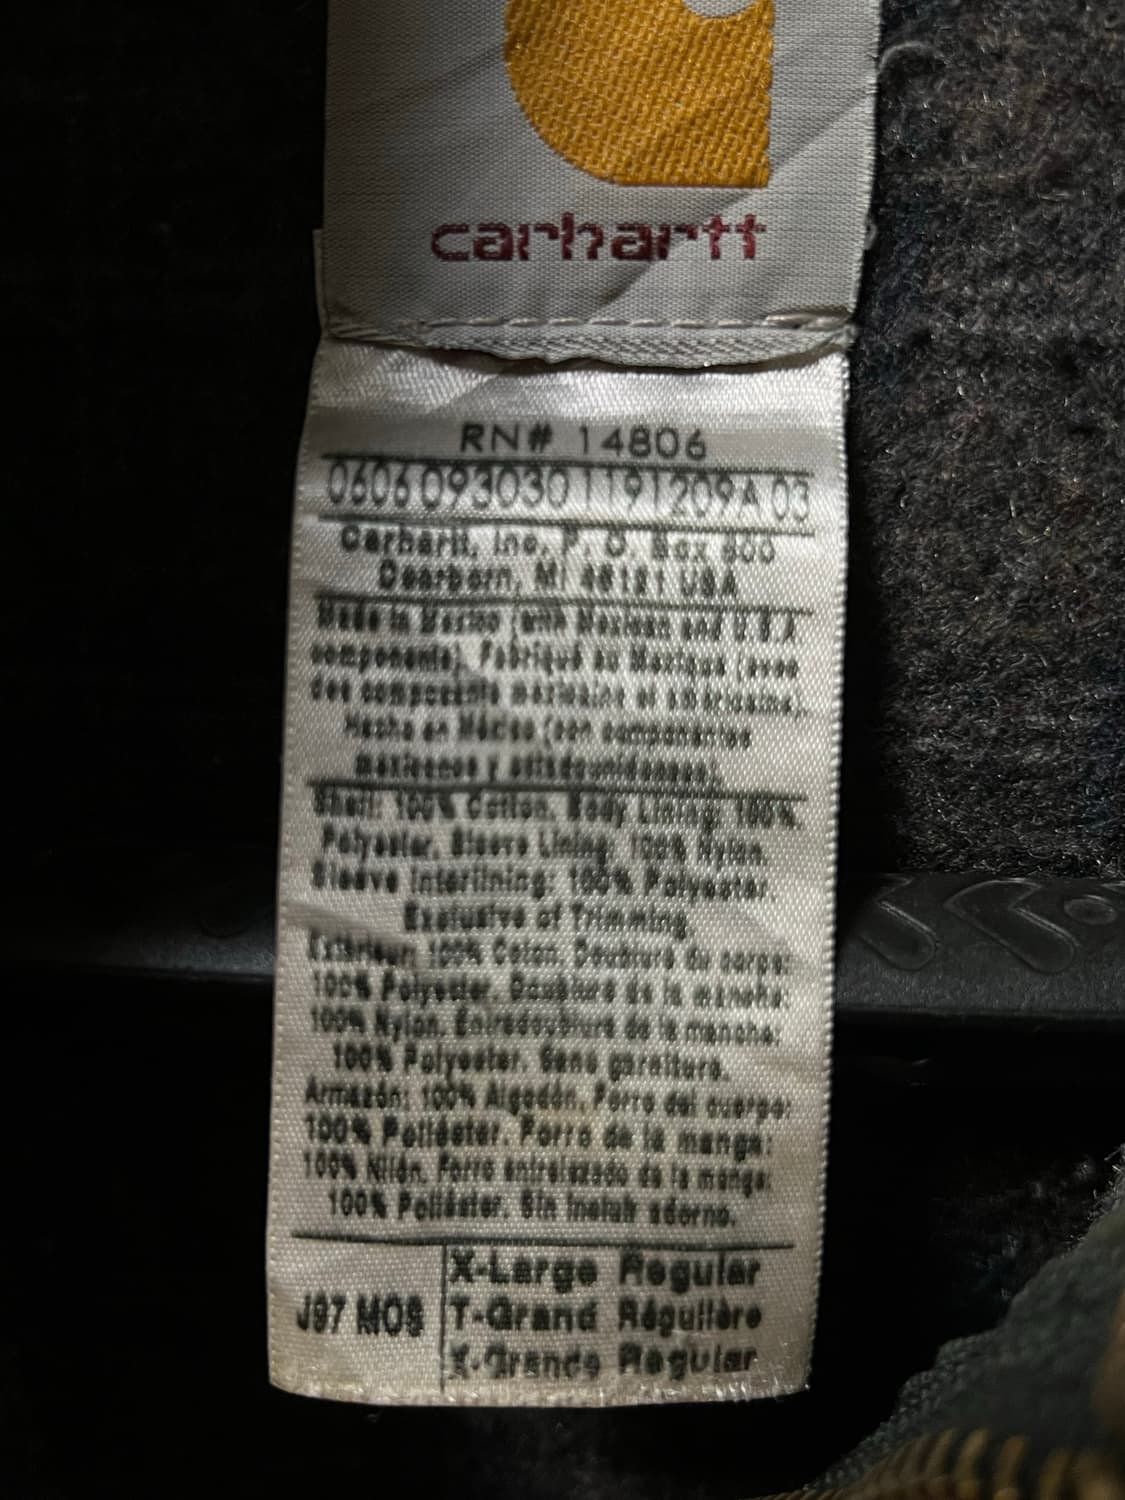 carhartt
RN# 14806
0606 093030 1191209A 03
Carhartt, Inc. P. O. Box 600
Dearborn, MI 48121 USA
Made in Mexico (with Mexican and U.S.A
components). Fabriqué au Mexique (avec
des composants mexicains et américains).
Hecho en México (con componentes
mexicanos y estadounidenses).
Shell: 100% Cotton. Body Lining: 100%
Polyester. Sleeve Lining: 100% Nylon.
Sleeve Interlining: 100% Polyester.
Exclusive of Trimming
Extérieur: 100% Coton. Doublure du corps:
100% Polyester. Doublure de la manche:
100% Nylon. Entredoublure de la manche:
100% Polyester. Sans garniture.
Armazón: 100% Algodón. Forro del cuerpo:
100% Poliéster. Forro de la manga:
100% Nilón. Forro entrelazado de la manga:
100% Poliéster. Sin incluir adorno.
J97 MOS
X-Large Regular
T-Grand Régulière
X-Grande Regular